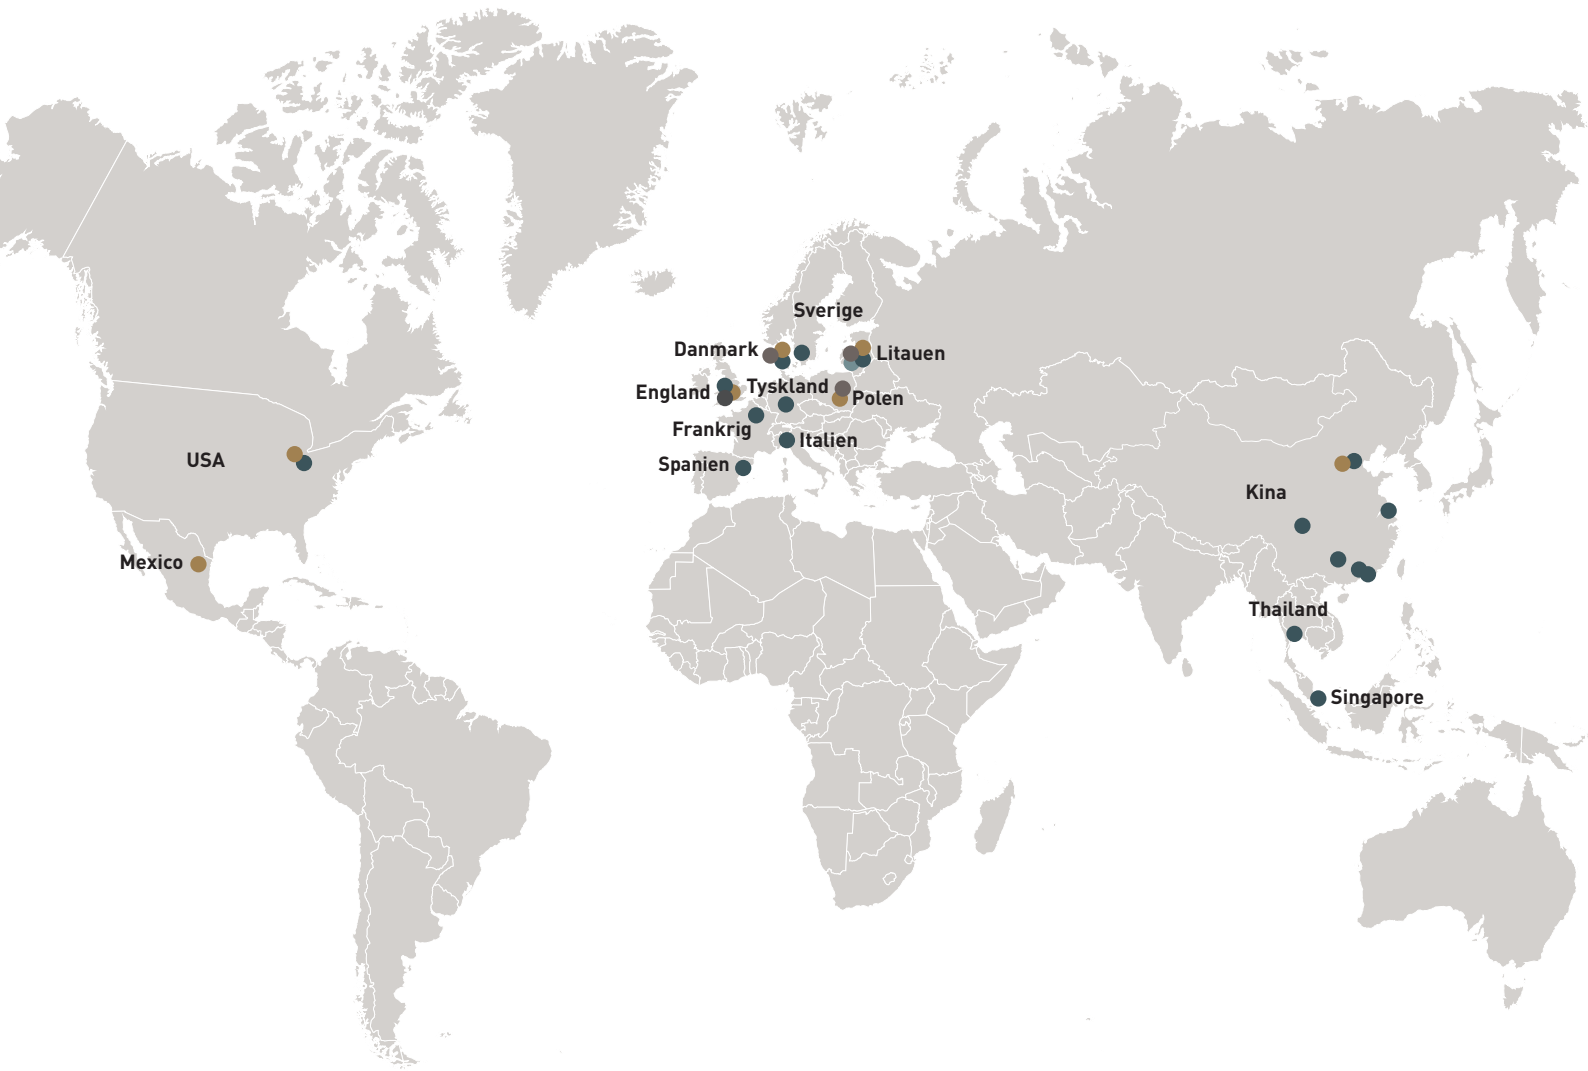 Sverige
Danmark
Litauen
England
Tyskland
Polen
Frankrig
Italien
USA
Spanien
Kina
Mexico
Thailand
Singapore